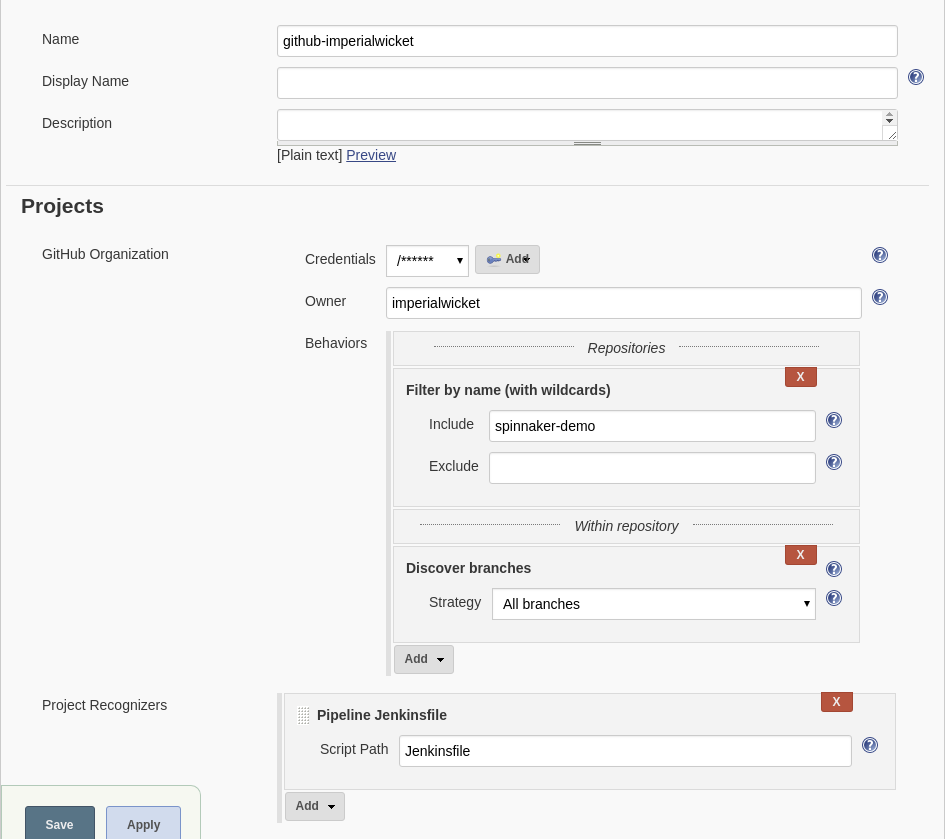 Name github-imperialwicket
Display Name
Description
[Plain text] Preview
Projects
GitHub Organization
Credentials /****** Add
Owner imperialwicket
Behaviors
Repositories
X
Filter by name (with wildcards)
Include spinnaker-demo
Exclude
Within repository
X
Discover branches
Strategy All branches
Add
Project Recognizers
X
Pipeline Jenkinsfile
Script Path Jenkinsfile
Add
Save Apply